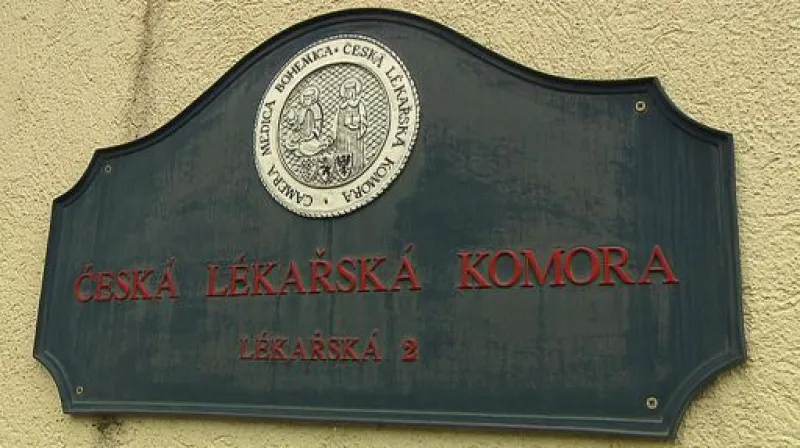 CAMERA MEDICA BOHEMICA · ČESKÁ LÉKAŘSKÁ KOMORA ·
ČESKÁ LÉKAŘSKÁ KOMORA
LÉKAŘSKÁ 2